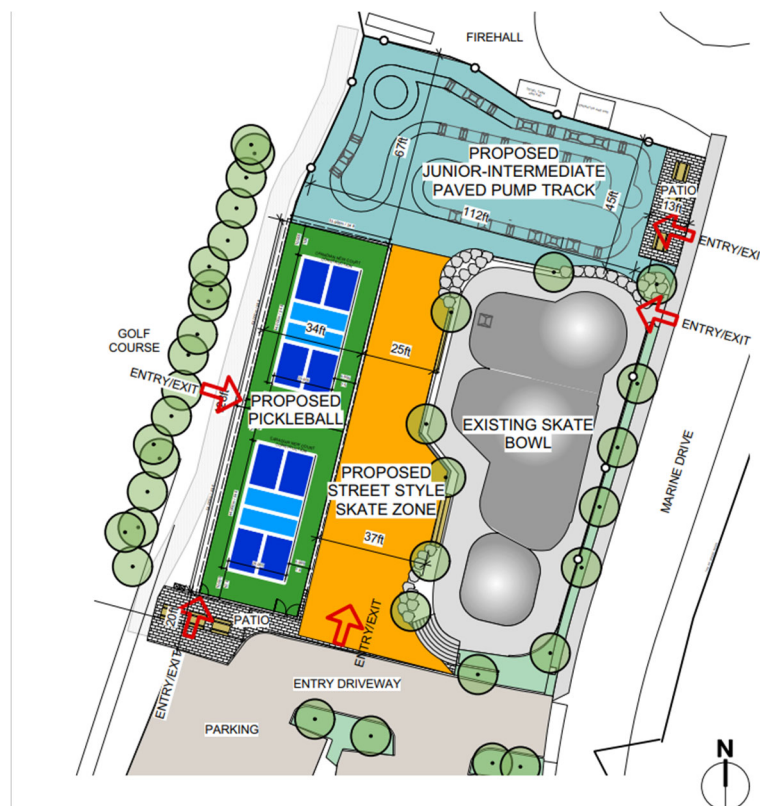 FIREHALL
PROPOSED
JUNIOR-INTERMEDIATE
PAVED PUMP TRACK
67ft
112ft
45ft
PATIO
13ft
ENTRY/EXI
ENTRY/EXIT
GOLF
COURSE
ENTRY/EXIT
34ft
25ft
PROPOSED
PICKLEBALL
EXISTING SKATE
BOWL
PROPOSED
STREET STYLE
SKATE ZONE
37ft
MARINE DRIVE
20ft
PATIO
ENTRY/EXIT
ENTRY/EXIT
ENTRY DRIVEWAY
PARKING
N